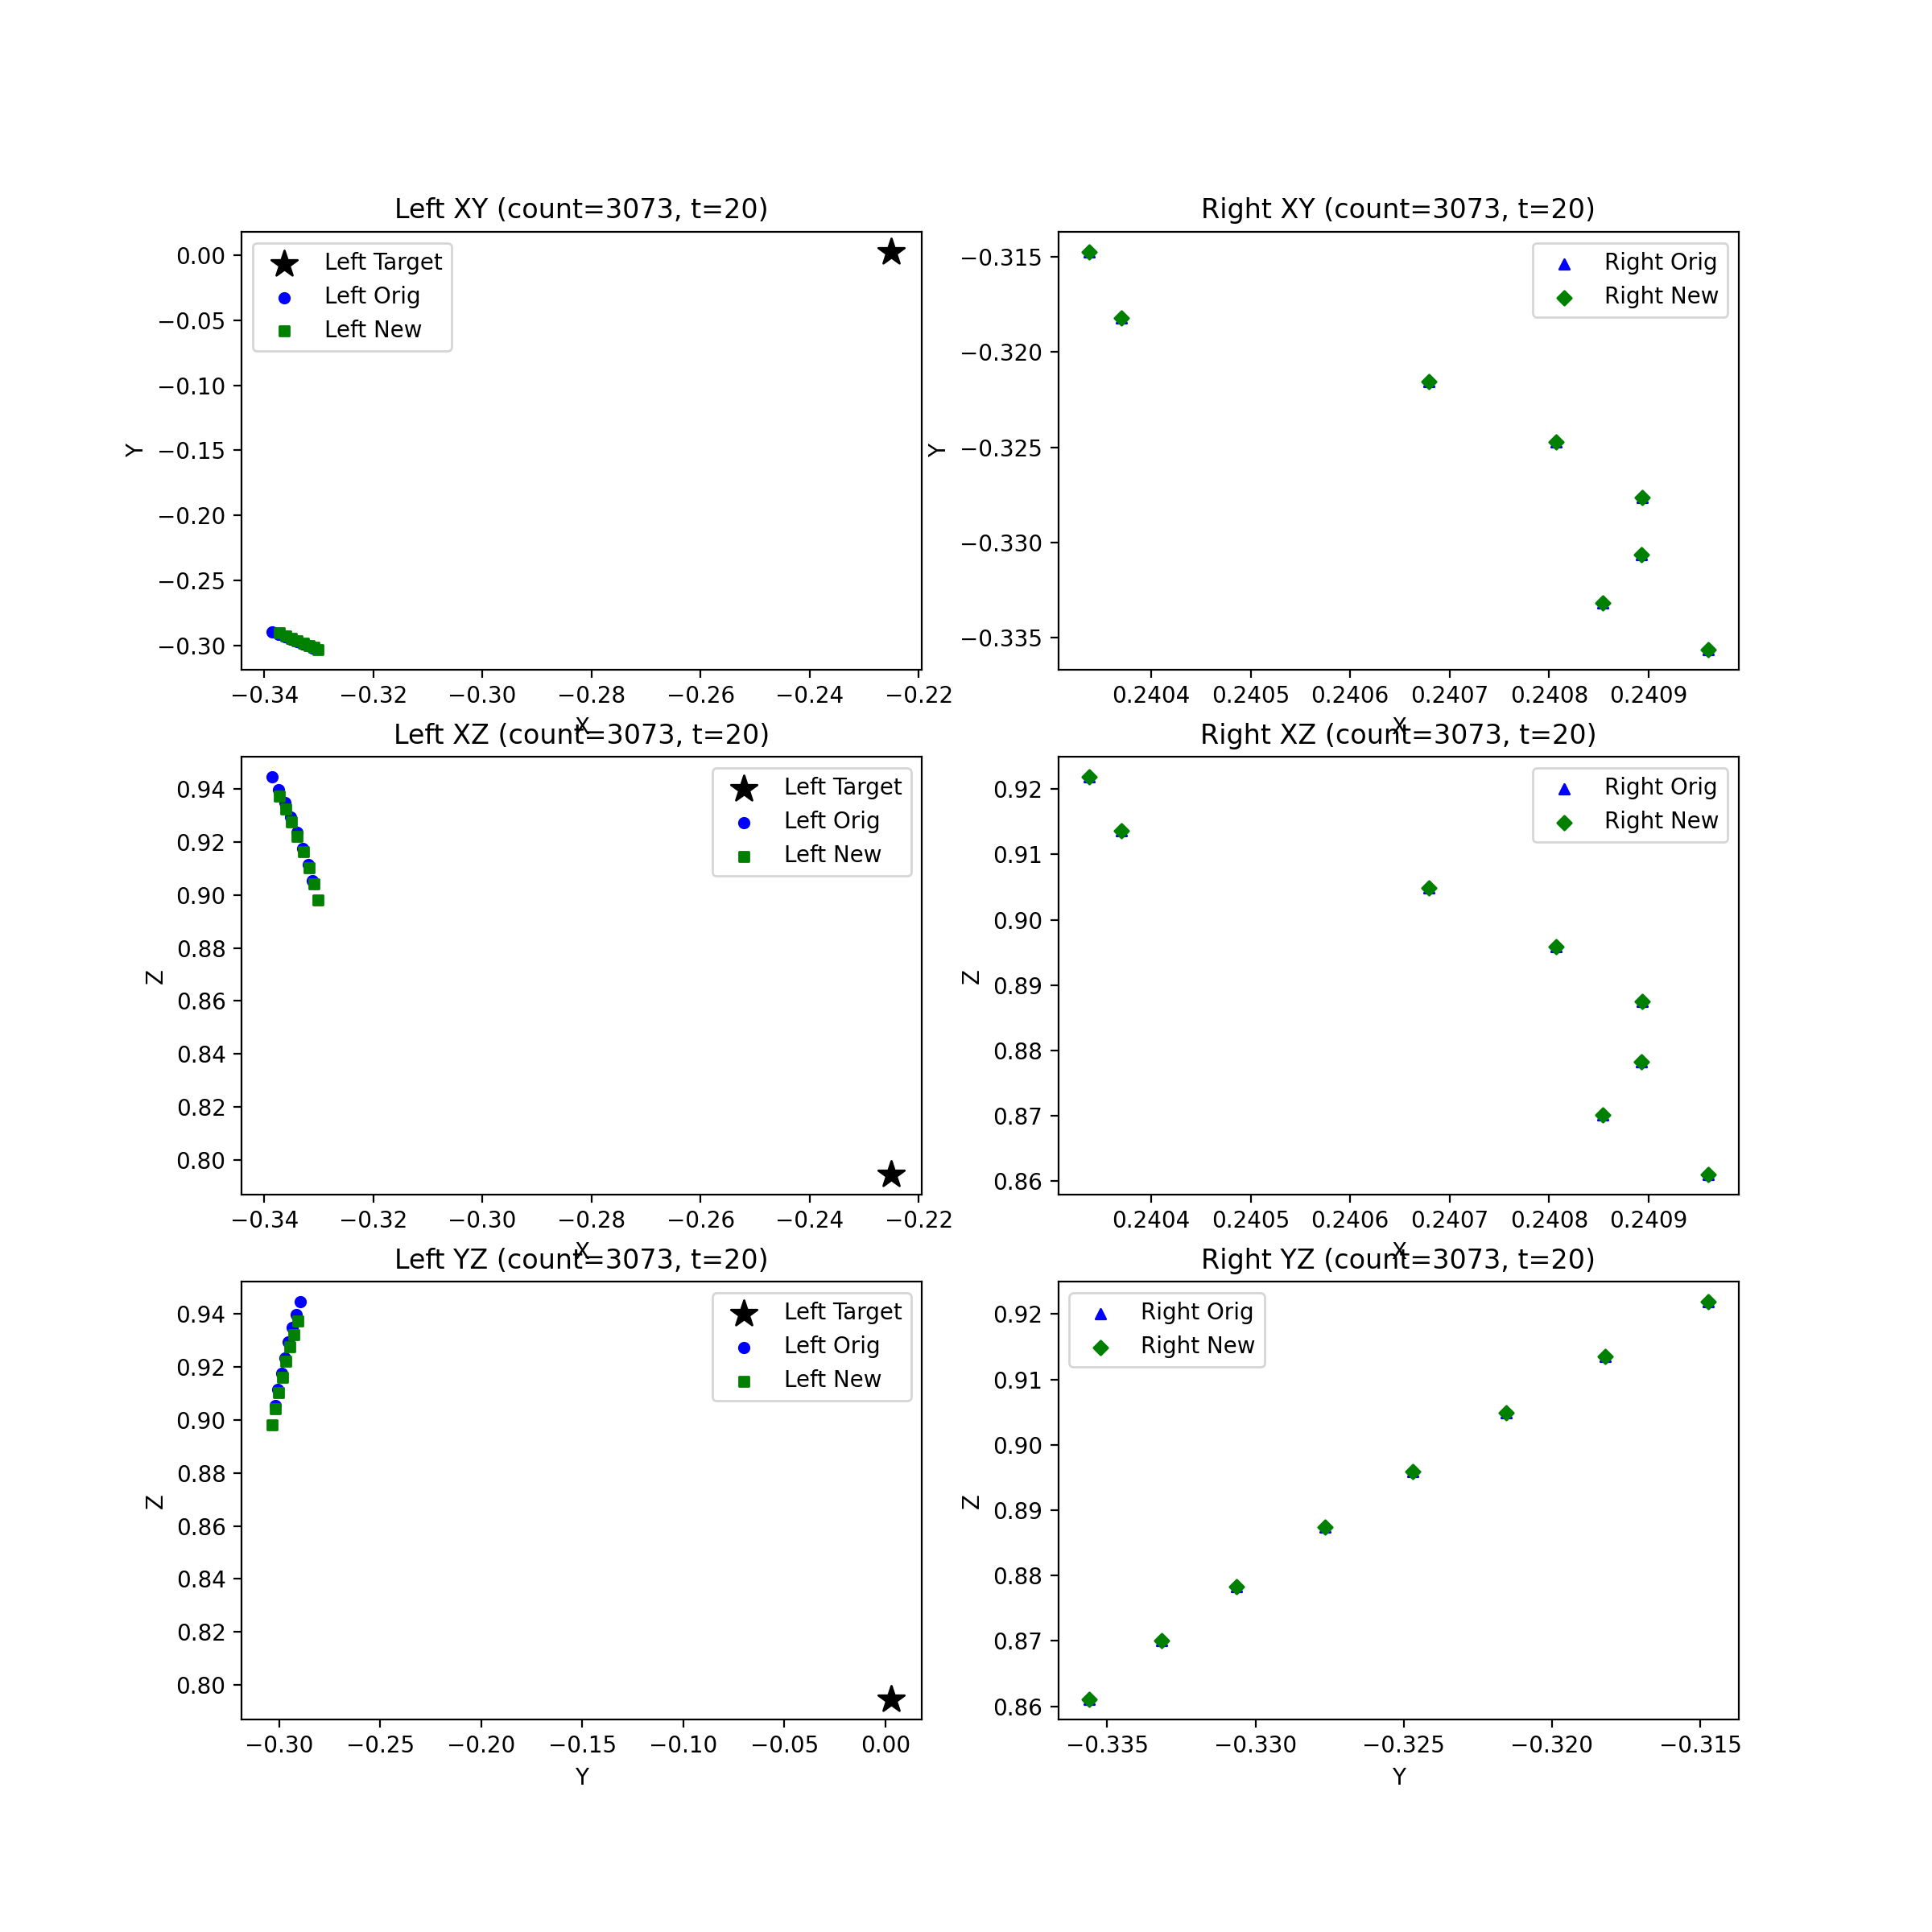 Left XY (count=3073, t=20)
0.00
−0.05
−0.10
−0.15
−0.20
−0.25
−0.30
Y
Left Target
Left Orig
Left New
−0.34 −0.32 −0.30 −0.28 −0.26 −0.24 −0.22
X
Right XY (count=3073, t=20)
−0.315
−0.320
−0.325
−0.330
−0.335
Y
Right Orig
Right New
0.2404 0.2405 0.2406 0.2407 0.2408 0.2409
X
Left XZ (count=3073, t=20)
0.94
0.92
0.90
0.88
0.86
0.84
0.82
0.80
Z
Left Target
Left Orig
Left New
−0.34 −0.32 −0.30 −0.28 −0.26 −0.24 −0.22
X
Right XZ (count=3073, t=20)
0.92
0.91
0.90
0.89
0.88
0.87
0.86
Z
Right Orig
Right New
0.2404 0.2405 0.2406 0.2407 0.2408 0.2409
X
Left YZ (count=3073, t=20)
0.94
0.92
0.90
0.88
0.86
0.84
0.82
0.80
Z
Left Target
Left Orig
Left New
−0.30 −0.25 −0.20 −0.15 −0.10 −0.05 0.00
Y
Right YZ (count=3073, t=20)
0.92
0.91
0.90
0.89
0.88
0.87
0.86
Z
Right Orig
Right New
−0.335 −0.330 −0.325 −0.320 −0.315
Y